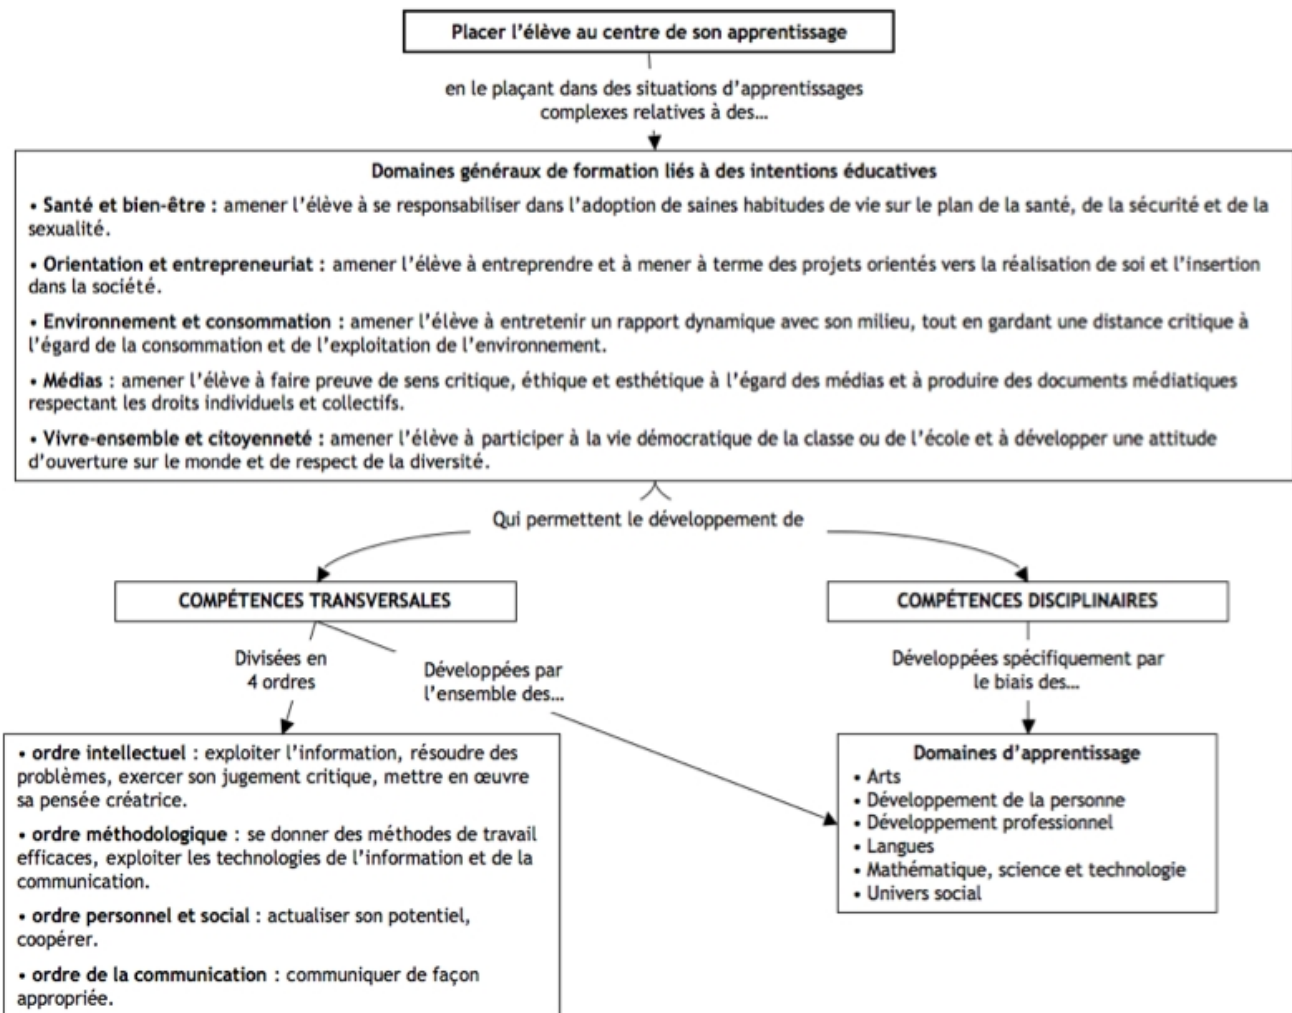 Placer l’élève au centre de son apprentissage
en le plaçant dans des situations d’apprentissages
complexes relatives à des…
Domaines généraux de formation liés à des intentions éducatives
• Santé et bien-être : amener l’élève à se responsabiliser dans l’adoption de saines habitudes de vie sur le plan de la santé, de la sécurité et de la
sexualité.
• Orientation et entrepreneuriat : amener l’élève à entreprendre et à mener à terme des projets orientés vers la réalisation de soi et l’insertion
dans la société.
• Environnement et consommation : amener l’élève à entretenir un rapport dynamique avec son milieu, tout en gardant une distance critique à
l’égard de la consommation et de l’exploitation de l’environnement.
• Médias : amener l’élève à faire preuve de sens critique, éthique et esthétique à l’égard des médias et à produire des documents médiatiques
respectant les droits individuels et collectifs.
• Vivre-ensemble et citoyenneté : amener l’élève à participer à la vie démocratique de la classe ou de l’école et à développer une attitude
d’ouverture sur le monde et de respect de la diversité.
Qui permettent le développement de
COMPÉTENCES TRANSVERSALES
Divisées en
4 ordres
Développées par
l’ensemble des…
• ordre intellectuel : exploiter l’information, résoudre des
problèmes, exercer son jugement critique, mettre en œuvre
sa pensée créatrice.
• ordre méthodologique : se donner des méthodes de travail
efficaces, exploiter les technologies de l’information et de la
communication.
• ordre personnel et social : actualiser son potentiel,
coopérer.
• ordre de la communication : communiquer de façon
appropriée.
COMPÉTENCES DISCIPLINAIRES
Développées spécifiquement par
le biais des…
Domaines d’apprentissage
• Arts
• Développement de la personne
• Développement professionnel
• Langues
• Mathématique, science et technologie
• Univers social